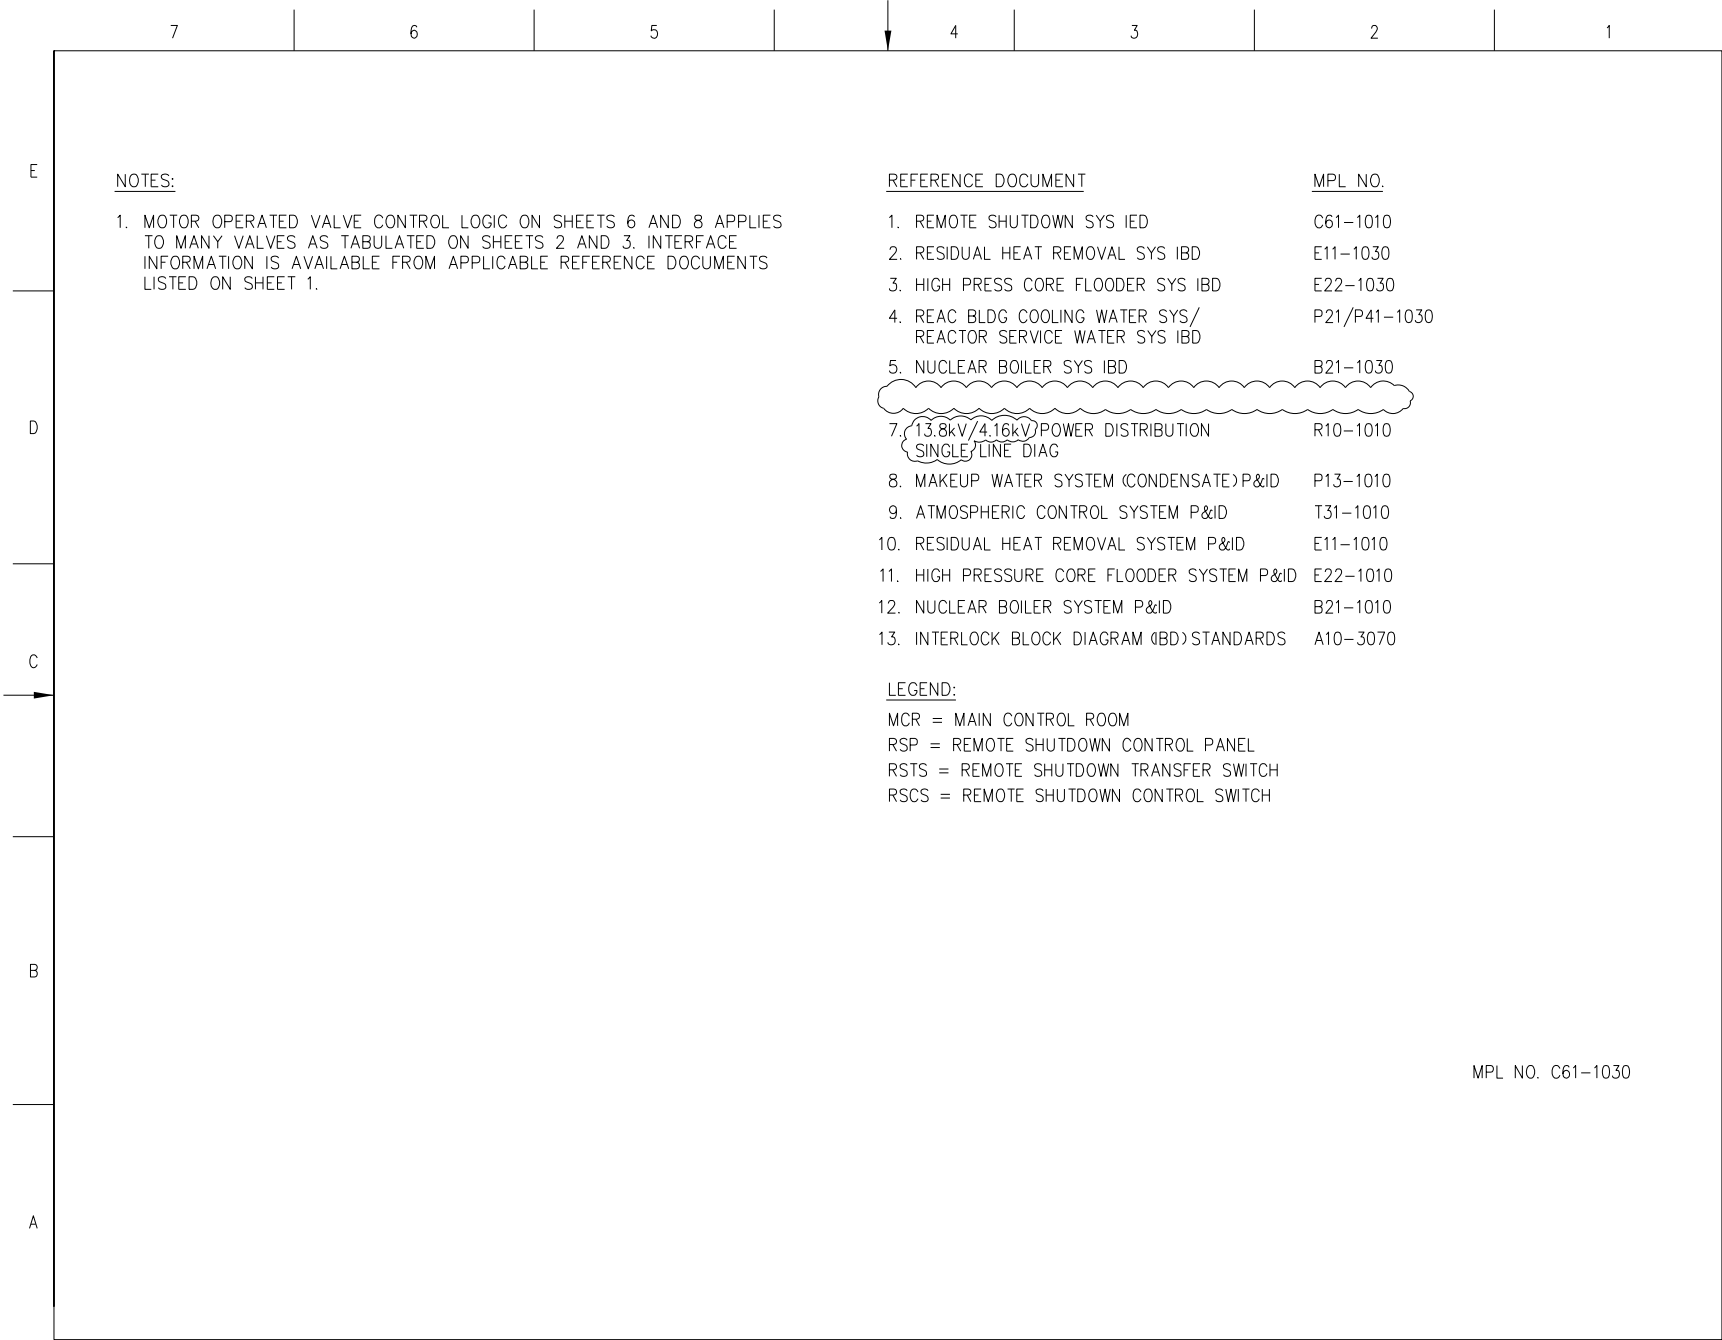 7 6 5 4 3 2 1
E
NOTES:
1. MOTOR OPERATED VALVE CONTROL LOGIC ON SHEETS 6 AND 8 APPLIES
TO MANY VALVES AS TABULATED ON SHEETS 2 AND 3. INTERFACE
INFORMATION IS AVAILABLE FROM APPLICABLE REFERENCE DOCUMENTS
LISTED ON SHEET 1.
REFERENCE DOCUMENT MPL NO.
1. REMOTE SHUTDOWN SYS IED C61-1010
2. RESIDUAL HEAT REMOVAL SYS IBD E11-1030
3. HIGH PRESS CORE FLOODER SYS IBD E22-1030
4. REAC BLDG COOLING WATER SYS/ P21/P41-1030
REACTOR SERVICE WATER SYS IBD
5. NUCLEAR BOILER SYS IBD B21-1030
D
7. 13.8kV/4.16kV POWER DISTRIBUTION R10-1010
SINGLE LINE DIAG
8. MAKEUP WATER SYSTEM (CONDENSATE) P&ID P13-1010
9. ATMOSPHERIC CONTROL SYSTEM P&ID T31-1010
10. RESIDUAL HEAT REMOVAL SYSTEM P&ID E11-1010
11. HIGH PRESSURE CORE FLOODER SYSTEM P&ID E22-1010
12. NUCLEAR BOILER SYSTEM P&ID B21-1010
13. INTERLOCK BLOCK DIAGRAM (IBD) STANDARDS A10-3070
C
LEGEND:
MCR = MAIN CONTROL ROOM
RSP = REMOTE SHUTDOWN CONTROL PANEL
RSTS = REMOTE SHUTDOWN TRANSFER SWITCH
RSCS = REMOTE SHUTDOWN CONTROL SWITCH
B
MPL NO. C61-1030
A